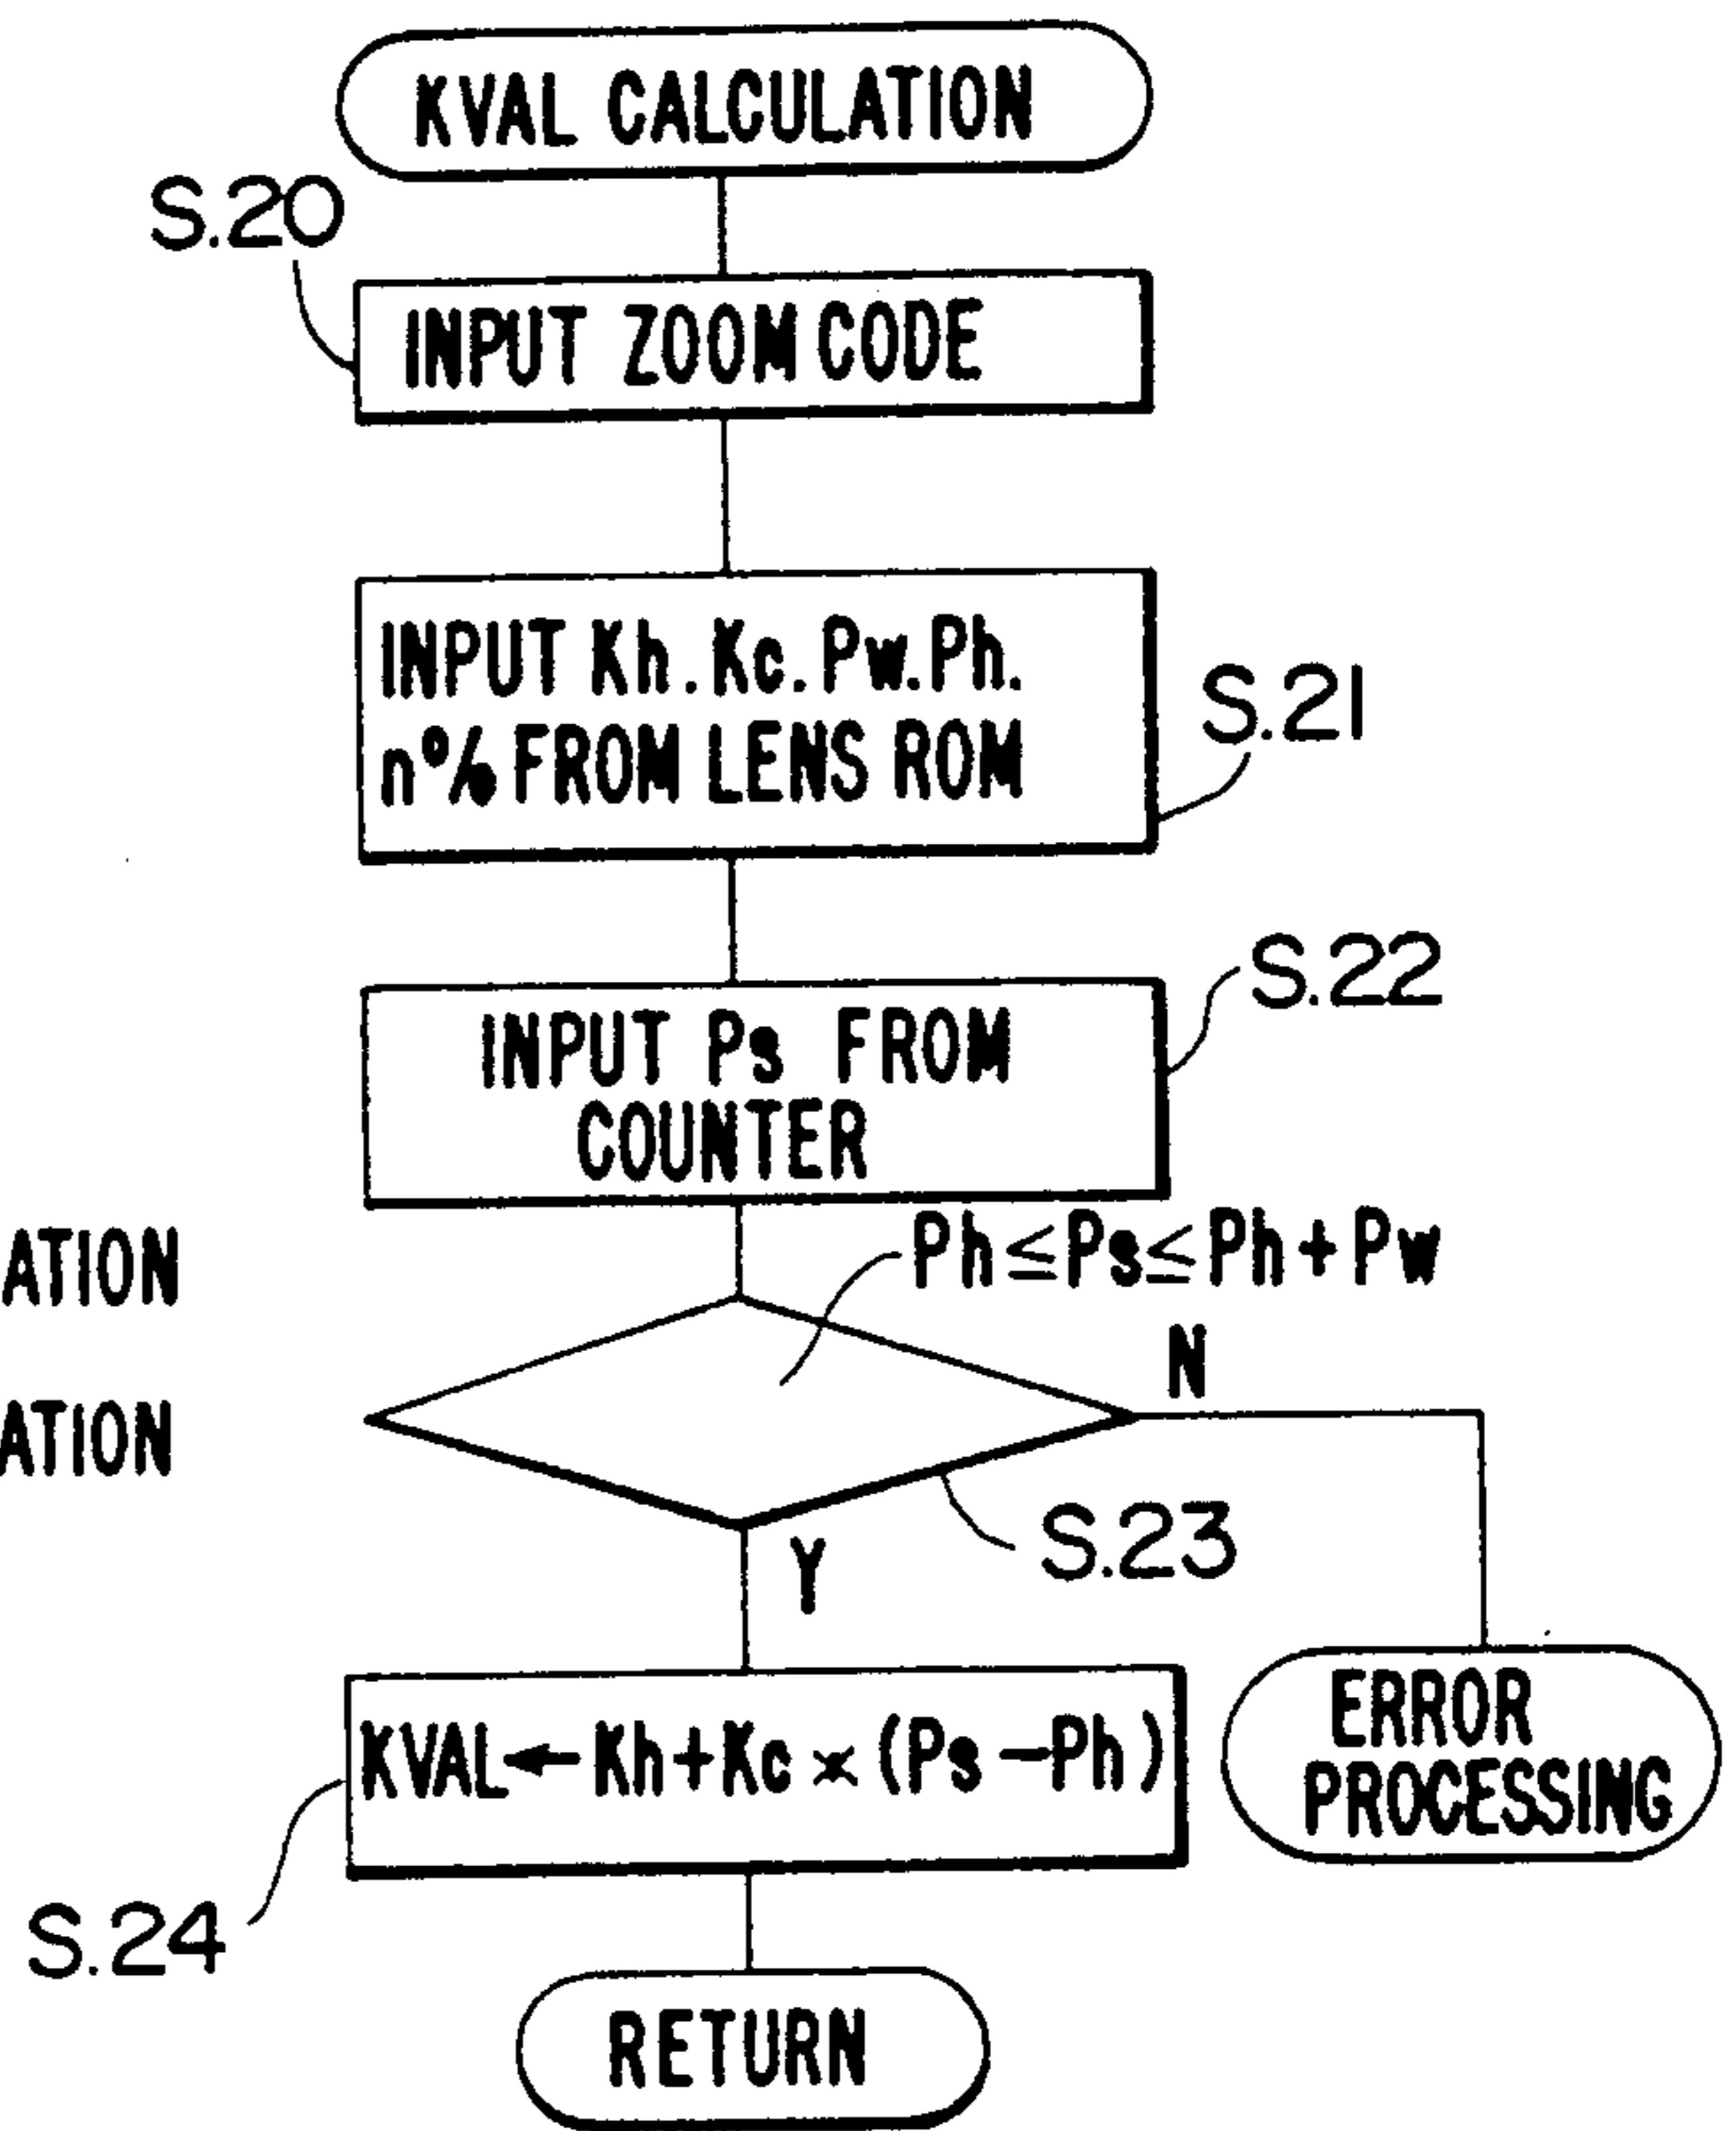 KVAL CALCULATION
S.20
INPUT ZOOM CODE
INPUT Kh.Kc.Pw.Ph.
n% FROM LENS ROM
S.21
INPUT Ps FROM
COUNTER
S.22
Ph≦Ps≦Ph+Pw
ATION
ATION
N
S.23
Y
KVAL←Kh+Kc×(Ps−Ph)
ERROR
PROCESSING
S.24
RETURN